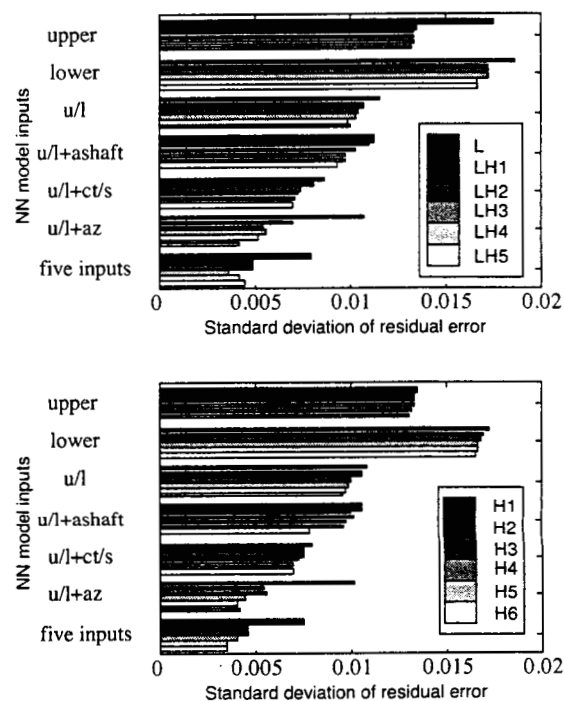 NN model inputs
upper
lower
u/l
u/l+ashaft
u/l+ct/s
u/l+az
five inputs
L
LH1
LH2
LH3
LH4
LH5
0 0.005 0.01 0.015 0.02
Standard deviation of residual error
NN model inputs
upper
lower
u/l
u/l+ashaft
u/l+ct/s
u/l+az
five inputs
H1
H2
H3
H4
H5
H6
0 0.005 0.01 0.015 0.02
Standard deviation of residual error